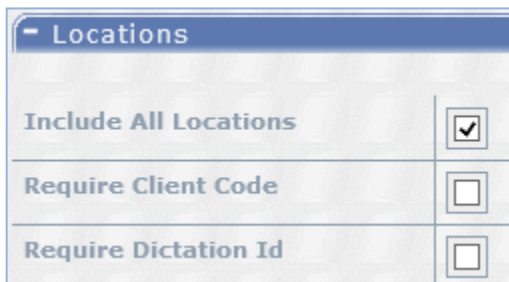 - Locations
Include All Locations
Require Client Code
Require Dictation Id